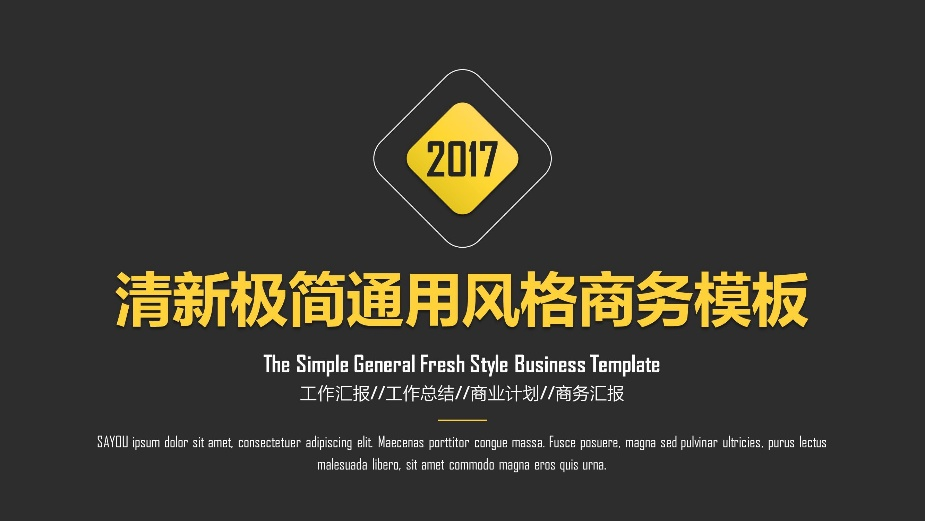 2017
清新极简通用风格商务模板
The Simple General Fresh Style Business Template
工作汇报//工作总结//商业计划//商务汇报
SAYOU ipsum dolor sit amet, consectetuer adipiscing elit. Maecenas porttitor congue massa. Fusce posuere, magna sed pulvinar ultricies, purus lectus
malesuada libero, sit amet commodo magna eros quis urna.